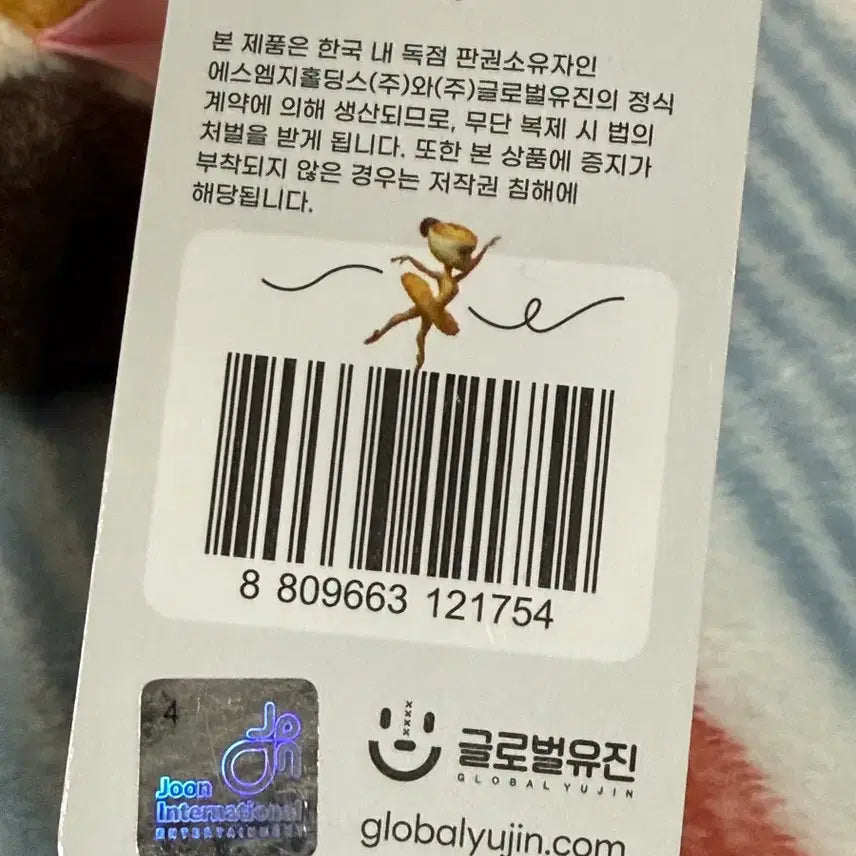 본 제품은 한국 내 독점 판권소유자인
에스엠지홀딩스(주)와(주)글로벌유진의 정식
계약에 의해 생산되므로, 무단 복제 시 법의
처벌을 받게 됩니다. 또한 본 상품에 증지가
부착되지 않은 경우는 저작권 침해에
해당됩니다.
8 809663 121754
4
Joon
International
ENTERTAINMENT
글로벌유진
GLOBAL YUJIN
globalyujin.com